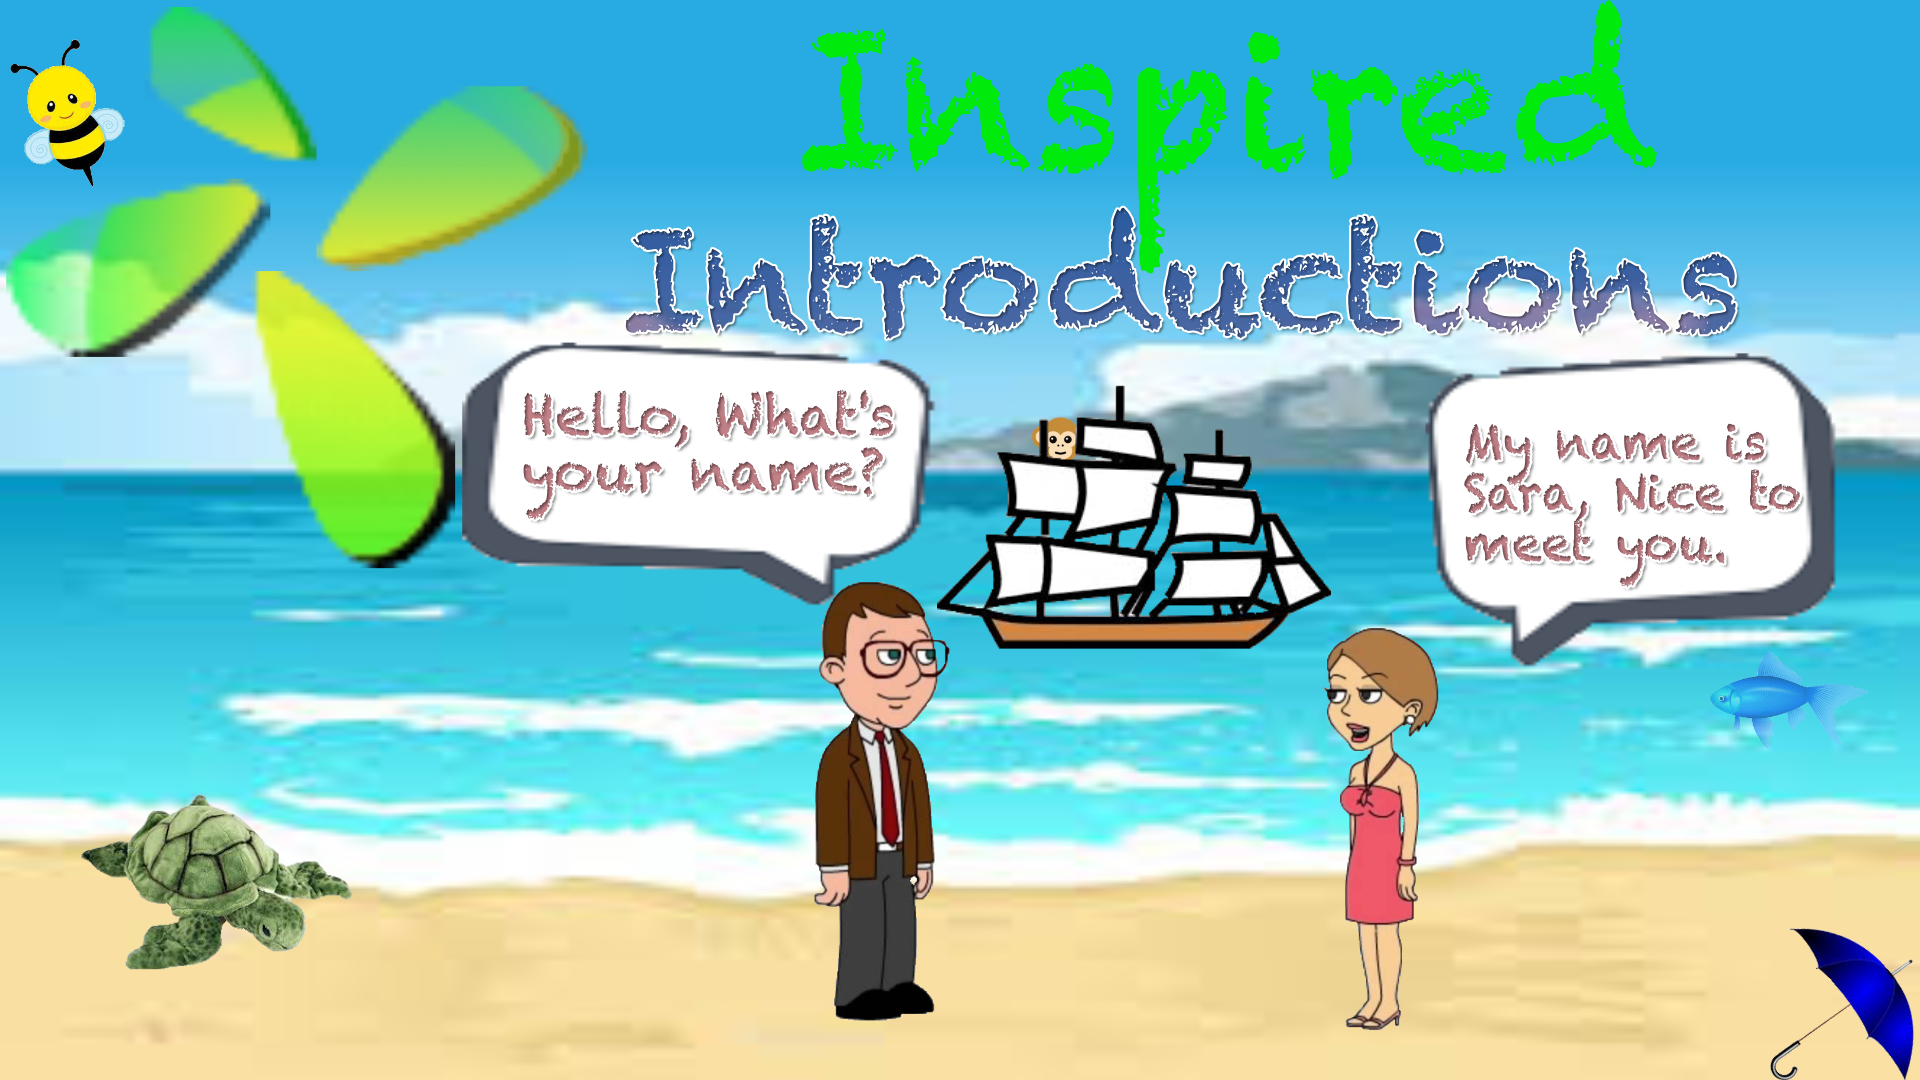 Inspired
Introductions
Hello, What's
your name?
My name is
Sara, Nice to
meet you.